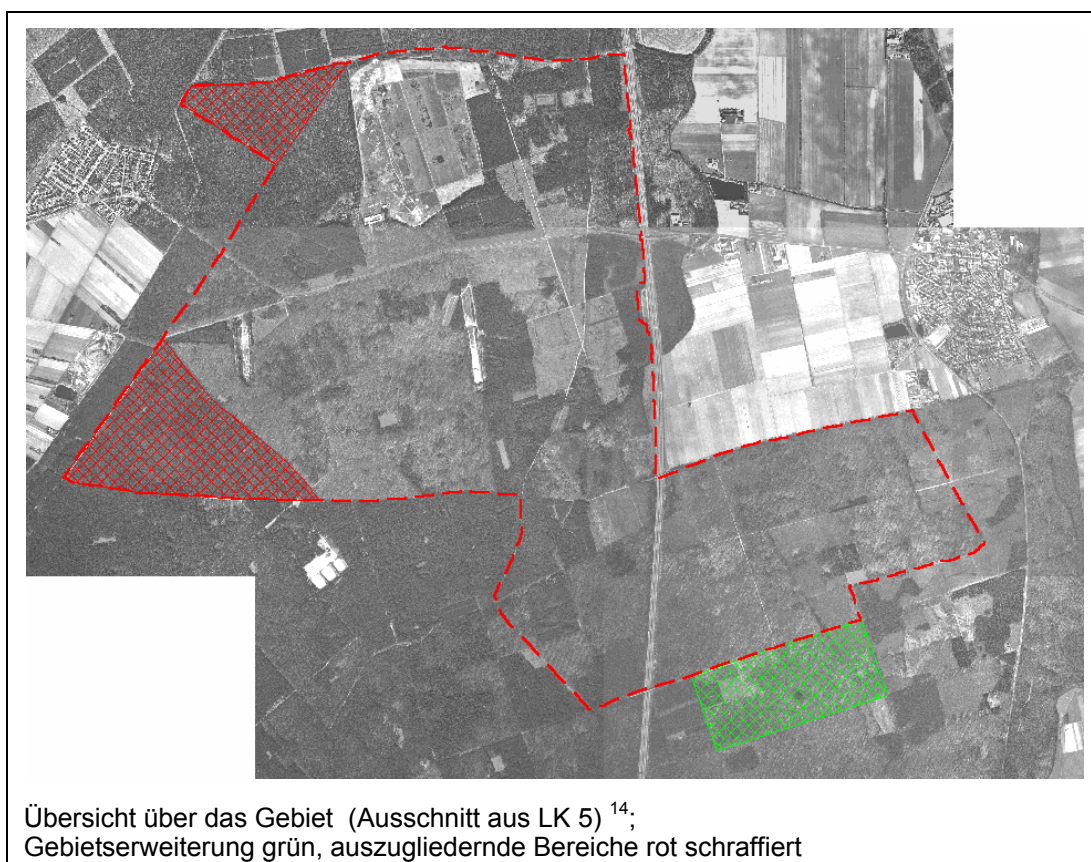 Übersicht über das Gebiet (Ausschnitt aus LK 5) 14;
Gebietserweiterung grün, auszugliedernde Bereiche rot schraffiert